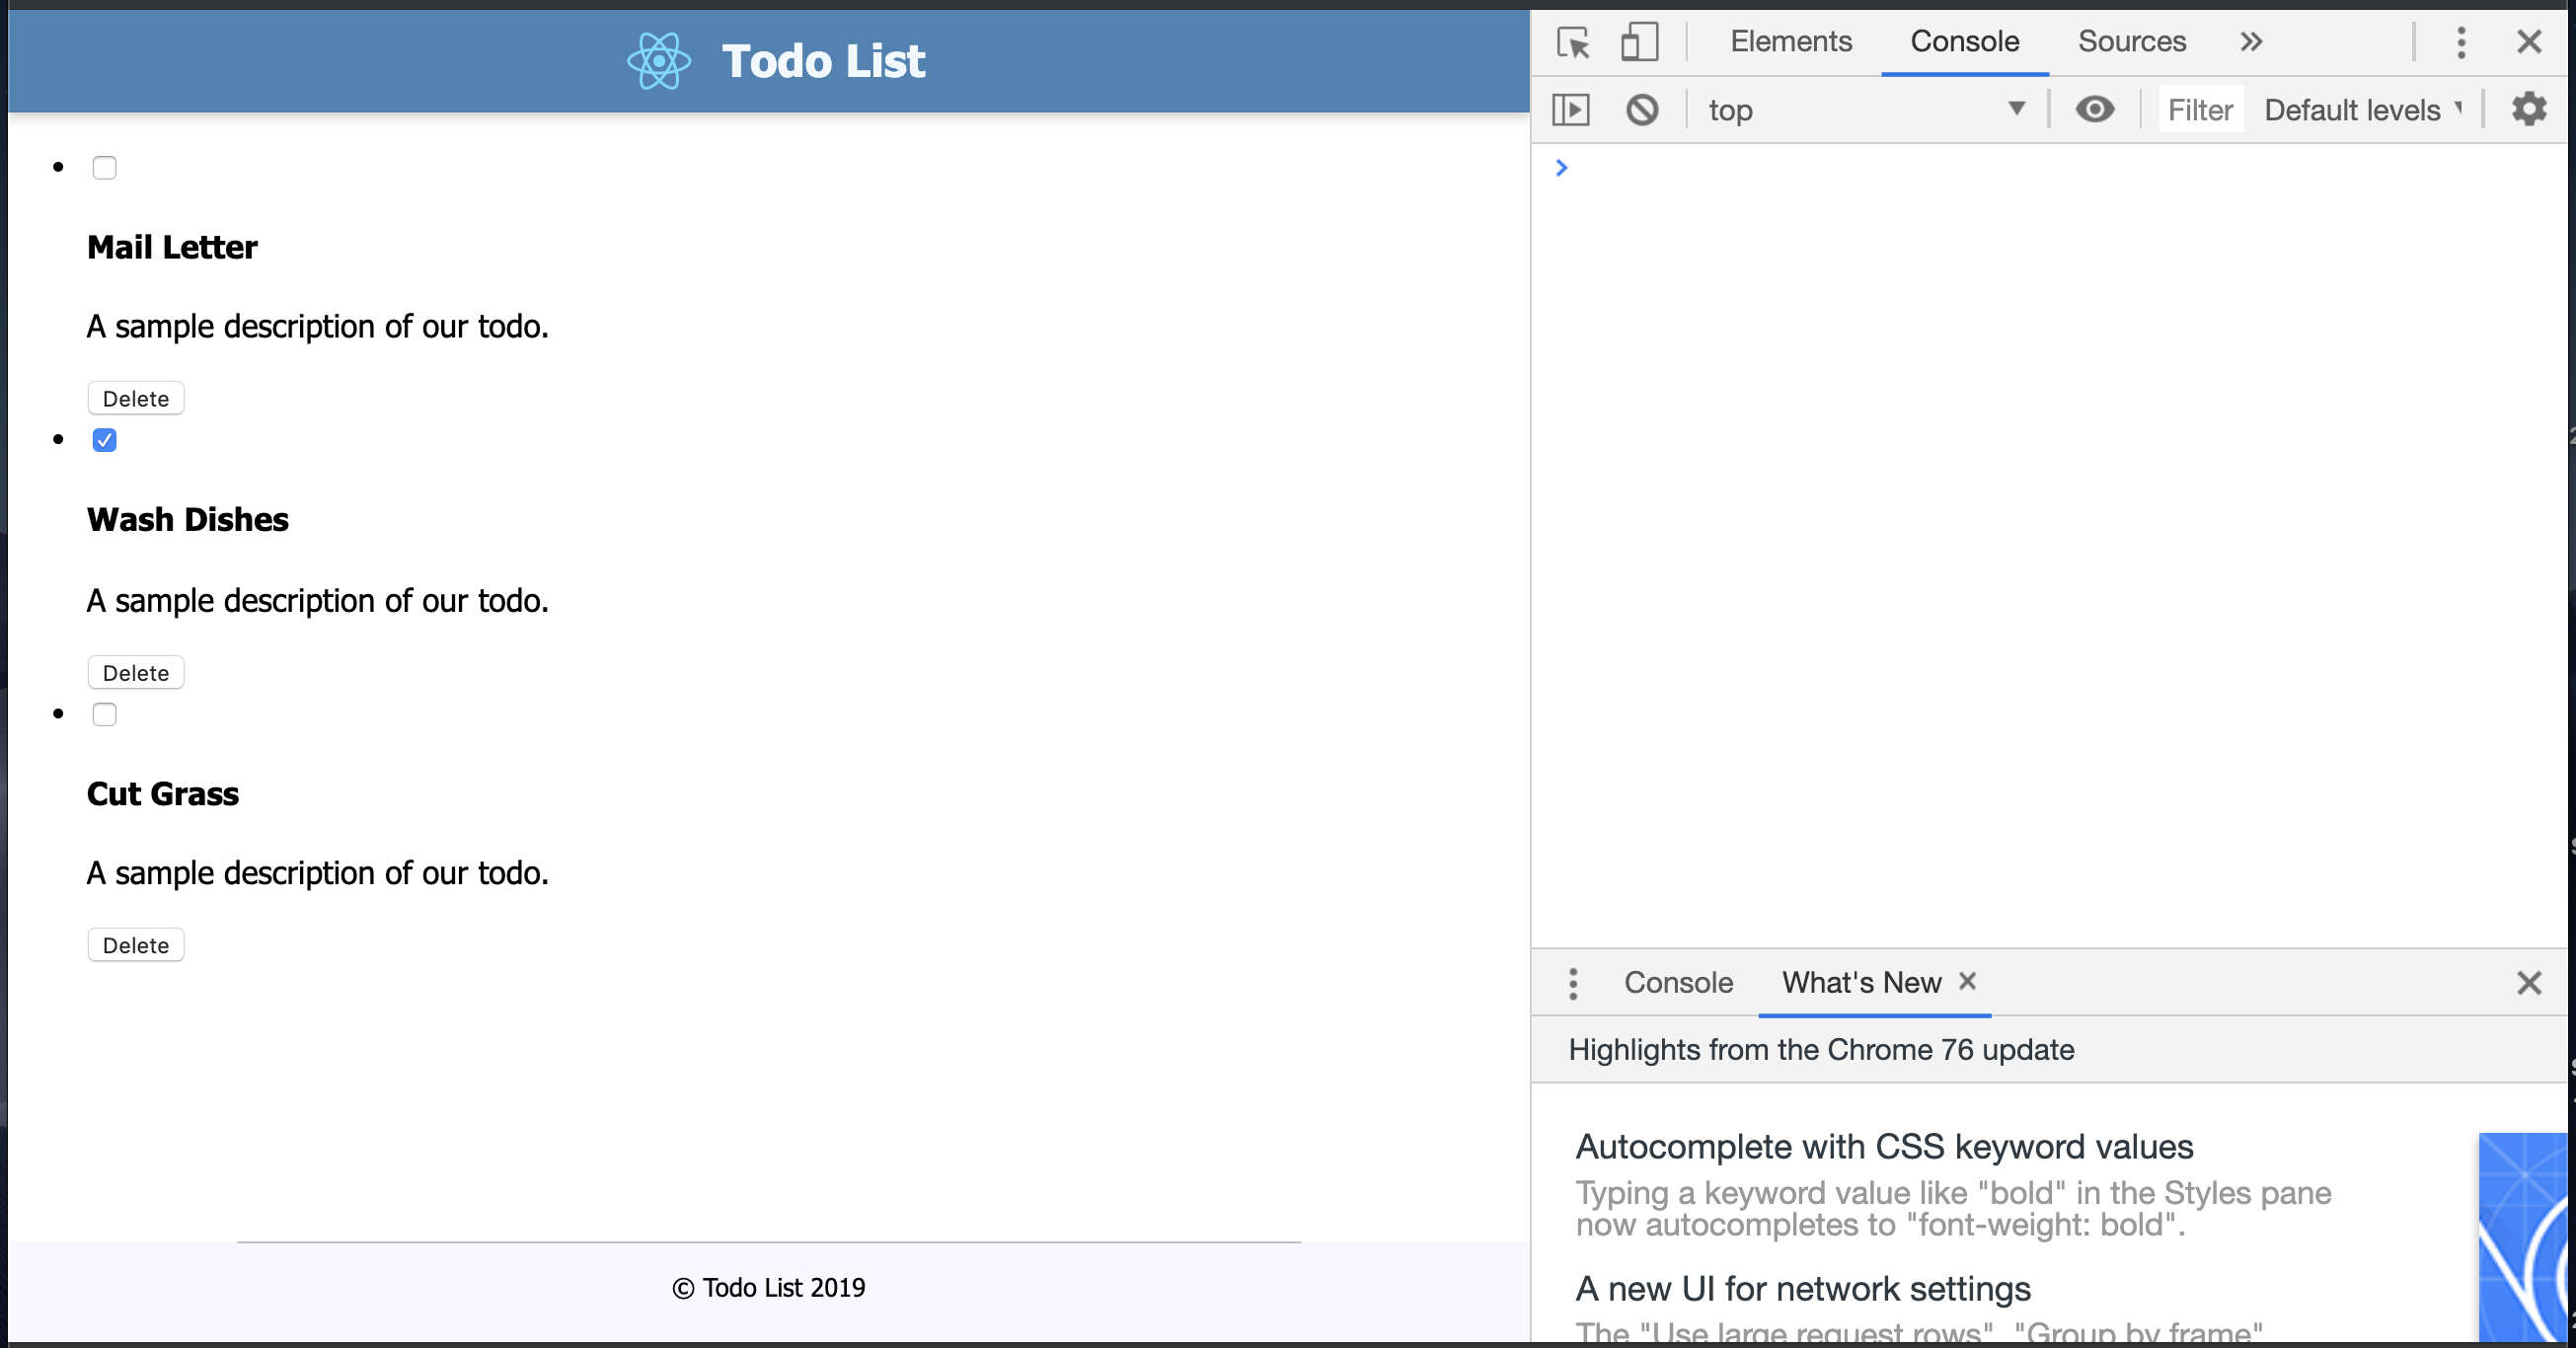 Todo List
Mail Letter
A sample description of our todo.
Delete
Wash Dishes
A sample description of our todo.
Delete
Cut Grass
A sample description of our todo.
Delete
© Todo List 2019
Elements Console Sources
top Filter Default levels
Console What's New
Highlights from the Chrome 76 update
Autocomplete with CSS keyword values
Typing a keyword value like "bold" in the Styles pane
now autocompletes to "font-weight: bold".
A new UI for network settings
The "Use large request rows", "Group by frame"